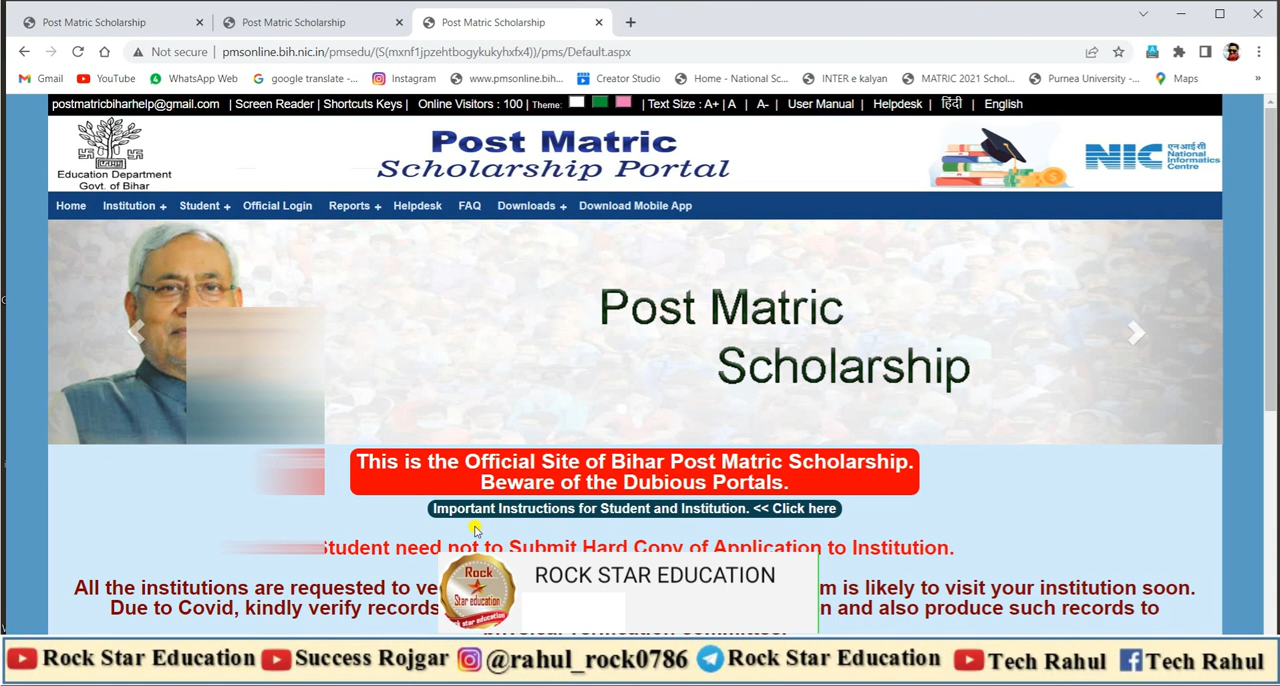 Post Matric Scholarship
Post Matric Scholarship
Post Matric Scholarship
Not secure | pmsonline.bih.nic.in/pmsedu/(S(mxnf1jpzehtbogykukyhxfx4))/pms/Default.aspx
Gmail YouTube WhatsApp Web google translate -... Instagram www.pmsonline.bih... Creator Studio Home - National Sc... INTER e kalyan MATRIC 2021 Schol... Purnea University -... Maps »
postmatricbiharhelp@gmail.com | Screen Reader | Shortcuts Keys | Online Visitors : 100 | Theme: | Text Size : A+ | A | A- | User Manual | Helpdesk | हिंदी | English
Education Department
Govt. of Bihar
Post Matric
Scholarship Portal
NIC
एन आई सी
National
Informatics
Centre
Home Institution + Student + Official Login Reports + Helpdesk FAQ Downloads + Download Mobile App
Post Matric
Scholarship
This is the Official Site of Bihar Post Matric Scholarship.
Beware of the Dubious Portals.
Important Instructions for Student and Institution. << Click here
Student need not to Submit Hard Copy of Application to Institution.
All the institutions are requested to
is likely to visit your institution soon.
Due to Covid, kindly verify records
and also produce such records to
Rock
Star education
ROCK STAR EDUCATION
Rock Star Education Success Rojgar @rahul_rock0786 Rock Star Education Tech Rahul Tech Rahul